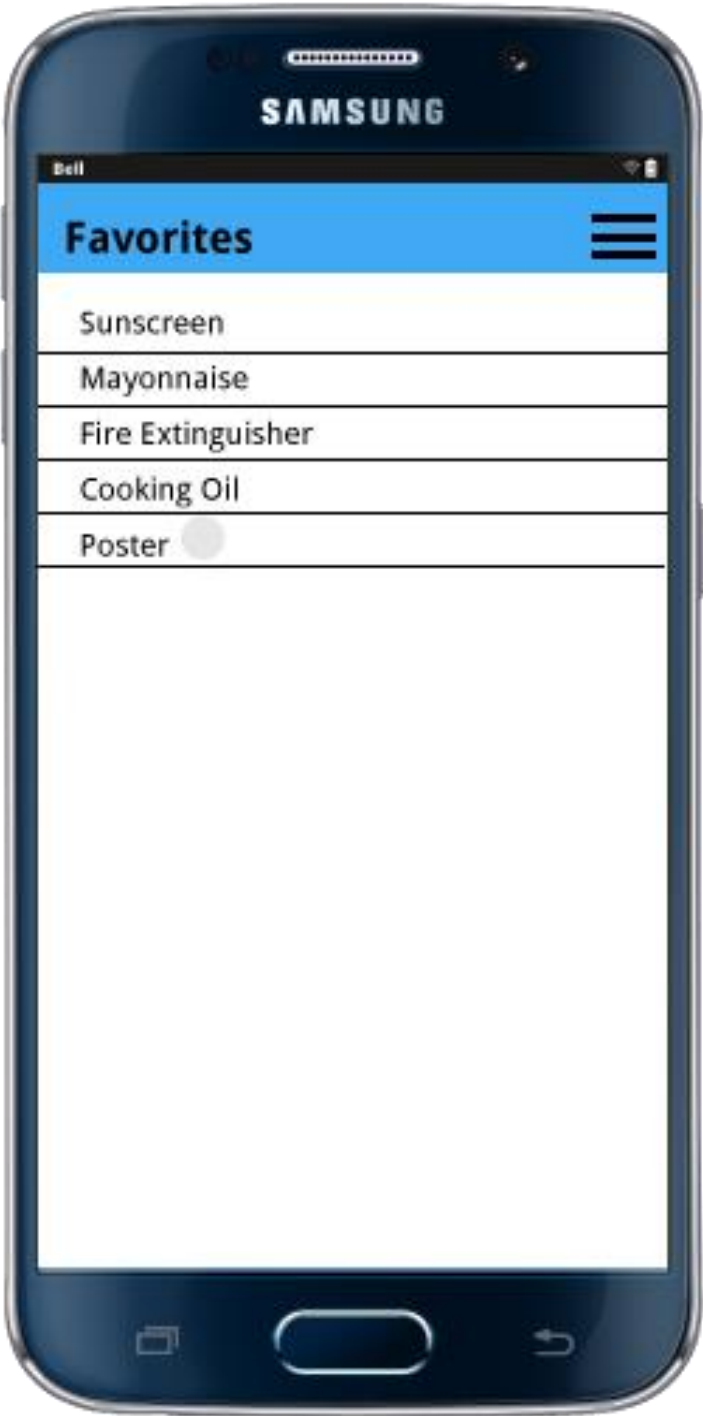 SAMSUNG
Bell
Favorites
Sunscreen
Mayonnaise
Fire Extinguisher
Cooking Oil
Poster